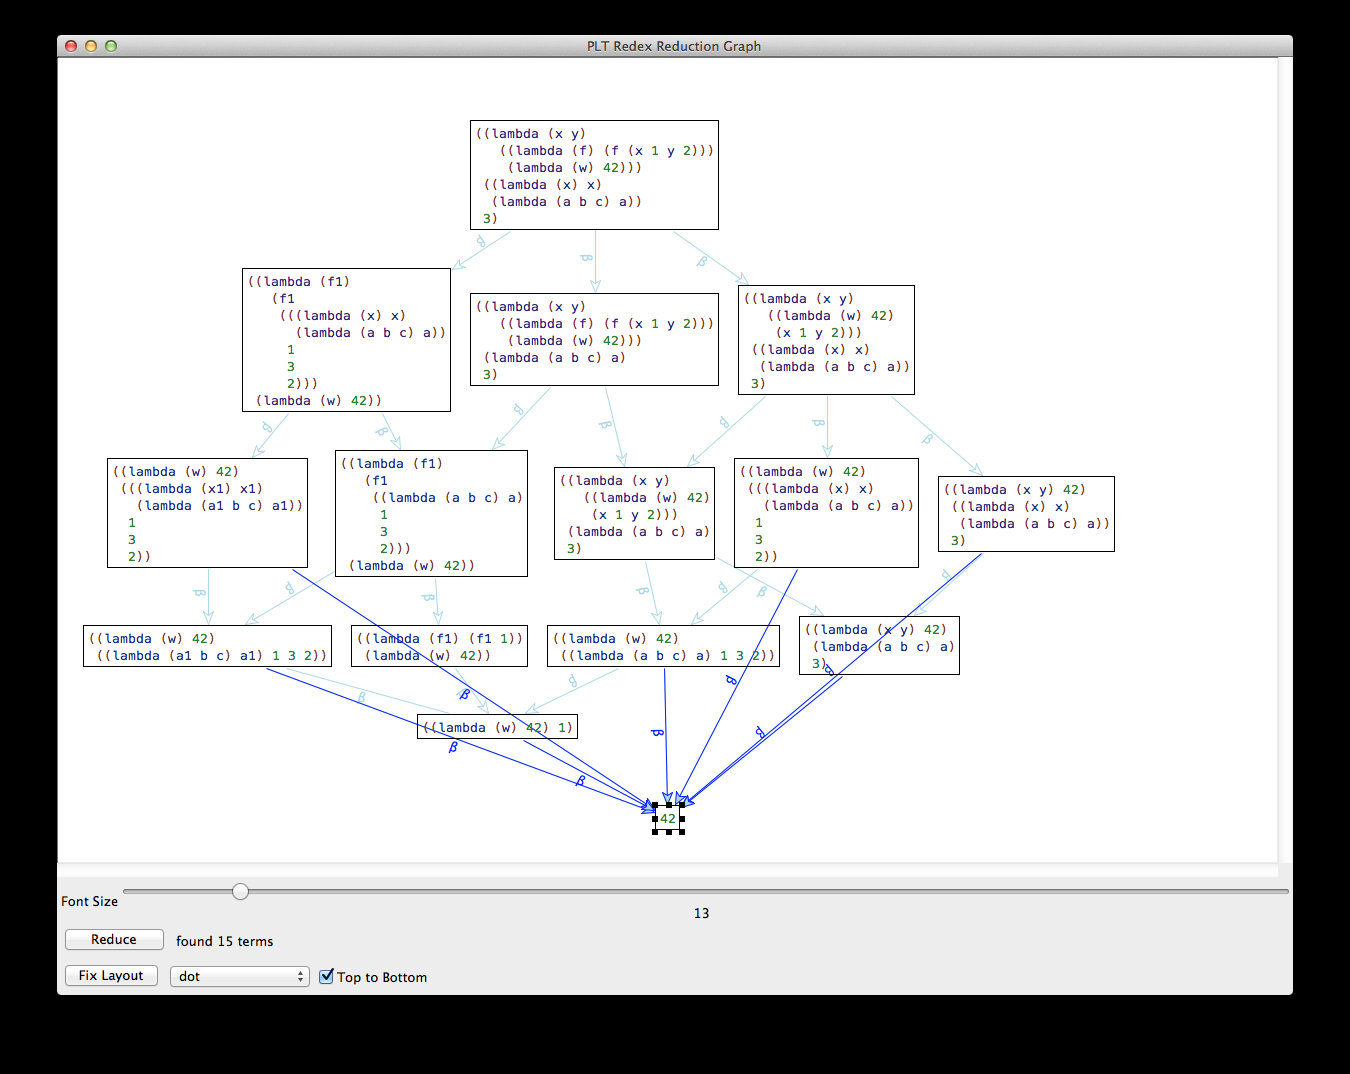 PLT Redex Reduction Graph
((lambda (x y)
((lambda (f) (f (x 1 y 2)))
(lambda (w) 42)))
((lambda (x) x)
(lambda (a b c) a))
3)
β
β
β
((lambda (f1)
(f1
(((lambda (x) x)
(lambda (a b c) a))
1
3
2)))
(lambda (w) 42))
((lambda (x y)
((lambda (f) (f (x 1 y 2)))
(lambda (w) 42)))
(lambda (a b c) a)
3)
((lambda (x y)
((lambda (w) 42)
(x 1 y 2)))
((lambda (x) x)
(lambda (a b c) a))
3)
β
β
β
β
β
β
β
((lambda (w) 42)
(((lambda (x1) x1)
(lambda (a1 b c) a1))
1
3
2))
((lambda (f1)
(f1
((lambda (a b c) a)
1
3
2)))
(lambda (w) 42))
((lambda (x y)
((lambda (w) 42)
(x 1 y 2)))
(lambda (a b c) a)
3)
((lambda (w) 42)
(((lambda (x) x)
(lambda (a b c) a))
1
3
2))
((lambda (x y) 42)
((lambda (x) x)
(lambda (a b c) a))
3)
β
β
β
β
β
β
β
((lambda (w) 42)
((lambda (a1 b c) a1) 1 3 2))
((lambda (f1) (f1 1))
(lambda (w) 42))
((lambda (w) 42)
((lambda (a b c) a) 1 3 2))
((lambda (x y) 42)
(lambda (a b c) a)
3)
β
β
β
β
β
β
((lambda (w) 42) 1)
β
β
β
β
42
Font Size
13
Reduce
found 15 terms
Fix Layout
dot
Top to Bottom